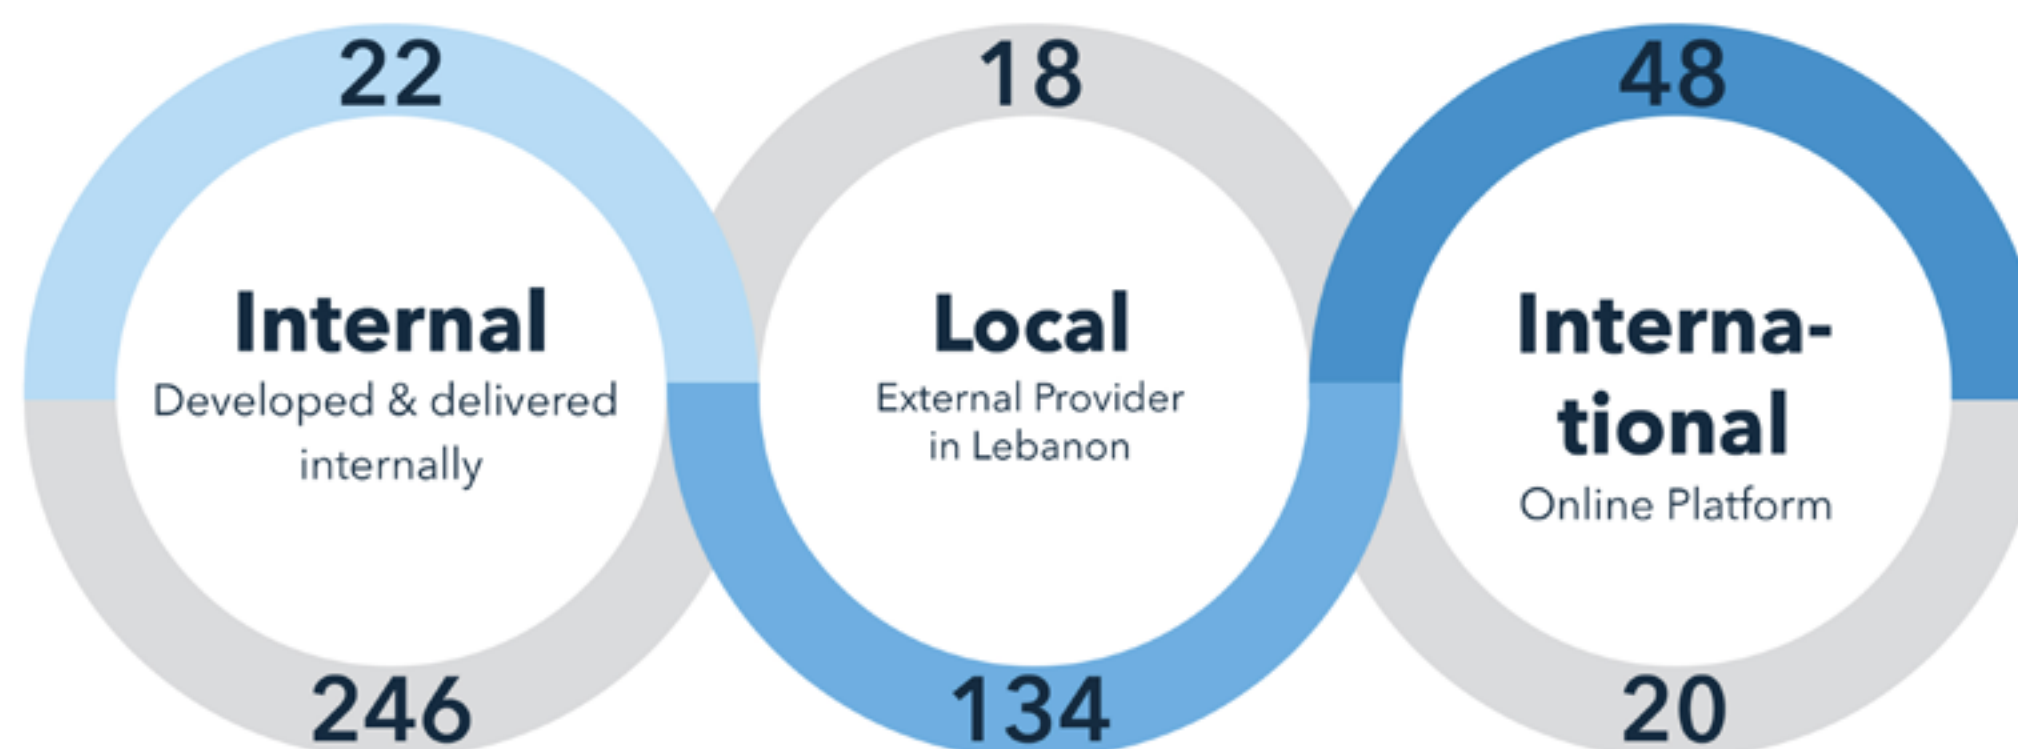 22
Internal
Developed & delivered
internally
246
18
Local
External Provider
in Lebanon
134
48
Interna-
tional
Online Platform
20